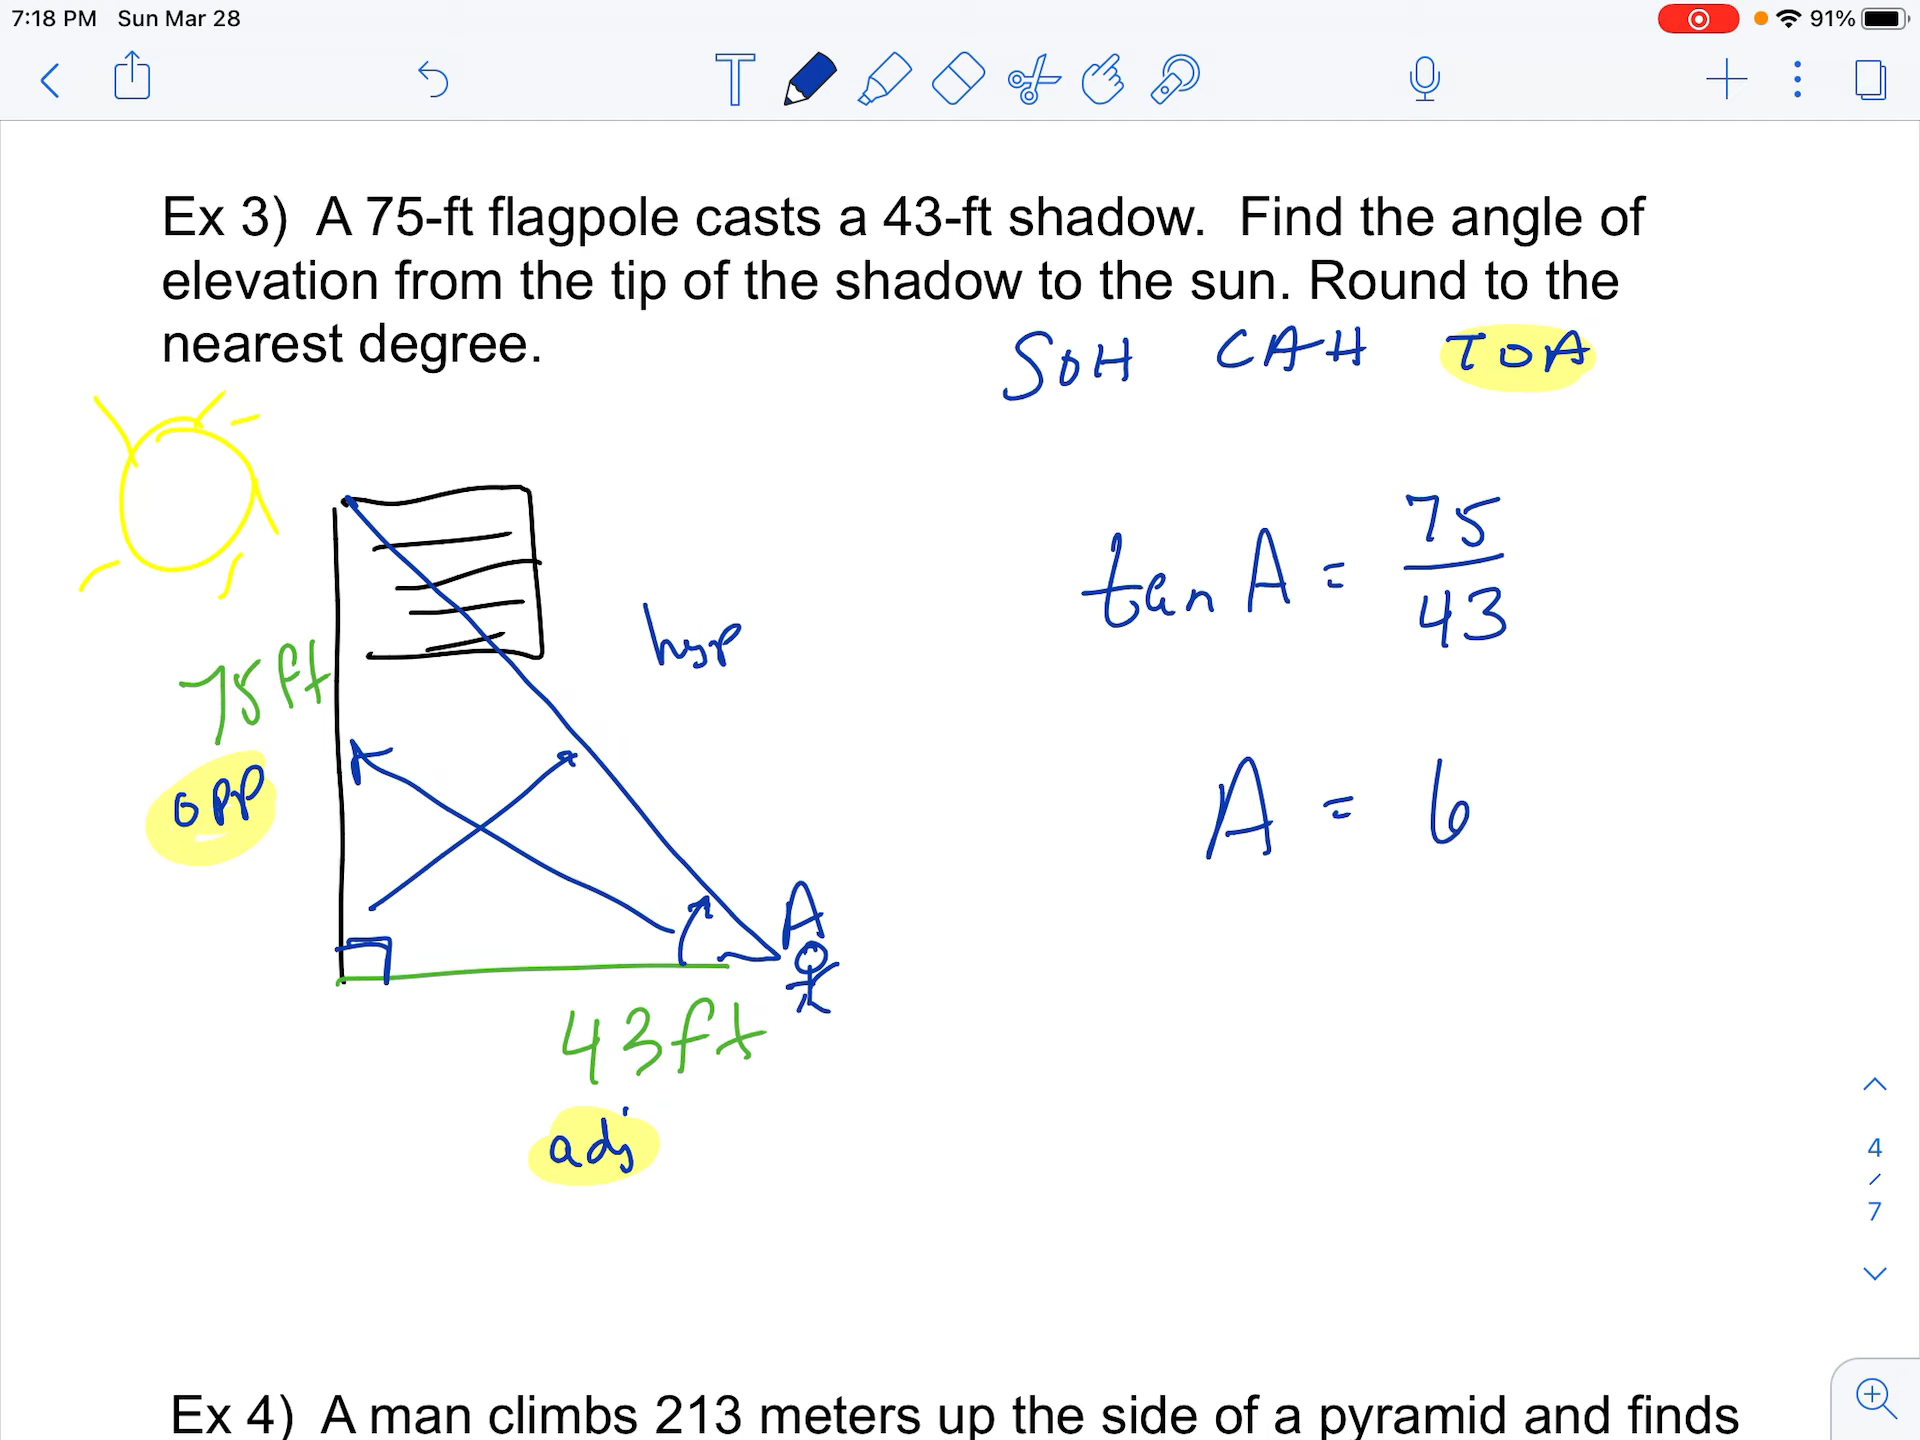 7:18 PM Sun Mar 28 91%
T
Ex 3) A 75-ft flagpole casts a 43-ft shadow. Find the angle of
elevation from the tip of the shadow to the sun. Round to the
nearest degree.
SOH CAH TOA
75ft
opp
hyp
A
43ft
adj
tan A = 75
43
A = 6
4
/
7
Ex 4) A man climbs 213 meters up the side of a pyramid and finds